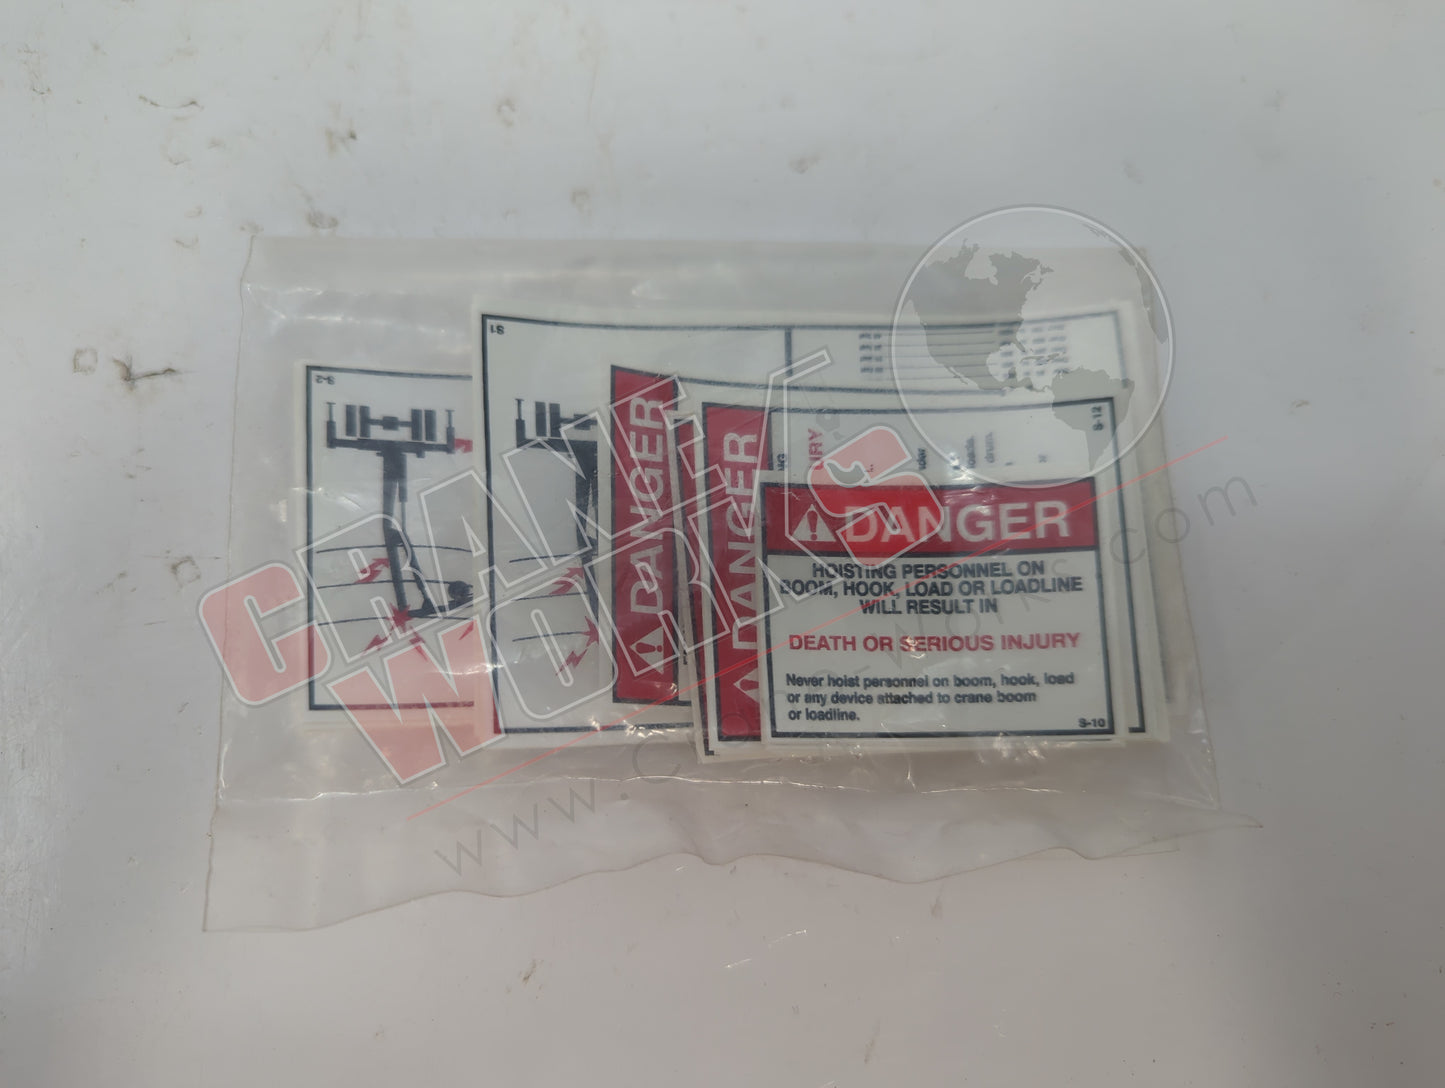 S-2
S1
DANGER
DANGER
S-12
DANGER
HOISTING PERSONNEL ON
BOOM, HOOK, LOAD OR LOADLINE
WILL RESULT IN
DEATH OR SERIOUS INJURY
Never hoist personnel on boom, hook, load
or any device attached to crane boom
or loadline.
S-10
CRANE
WORKS
www.crane-works.com